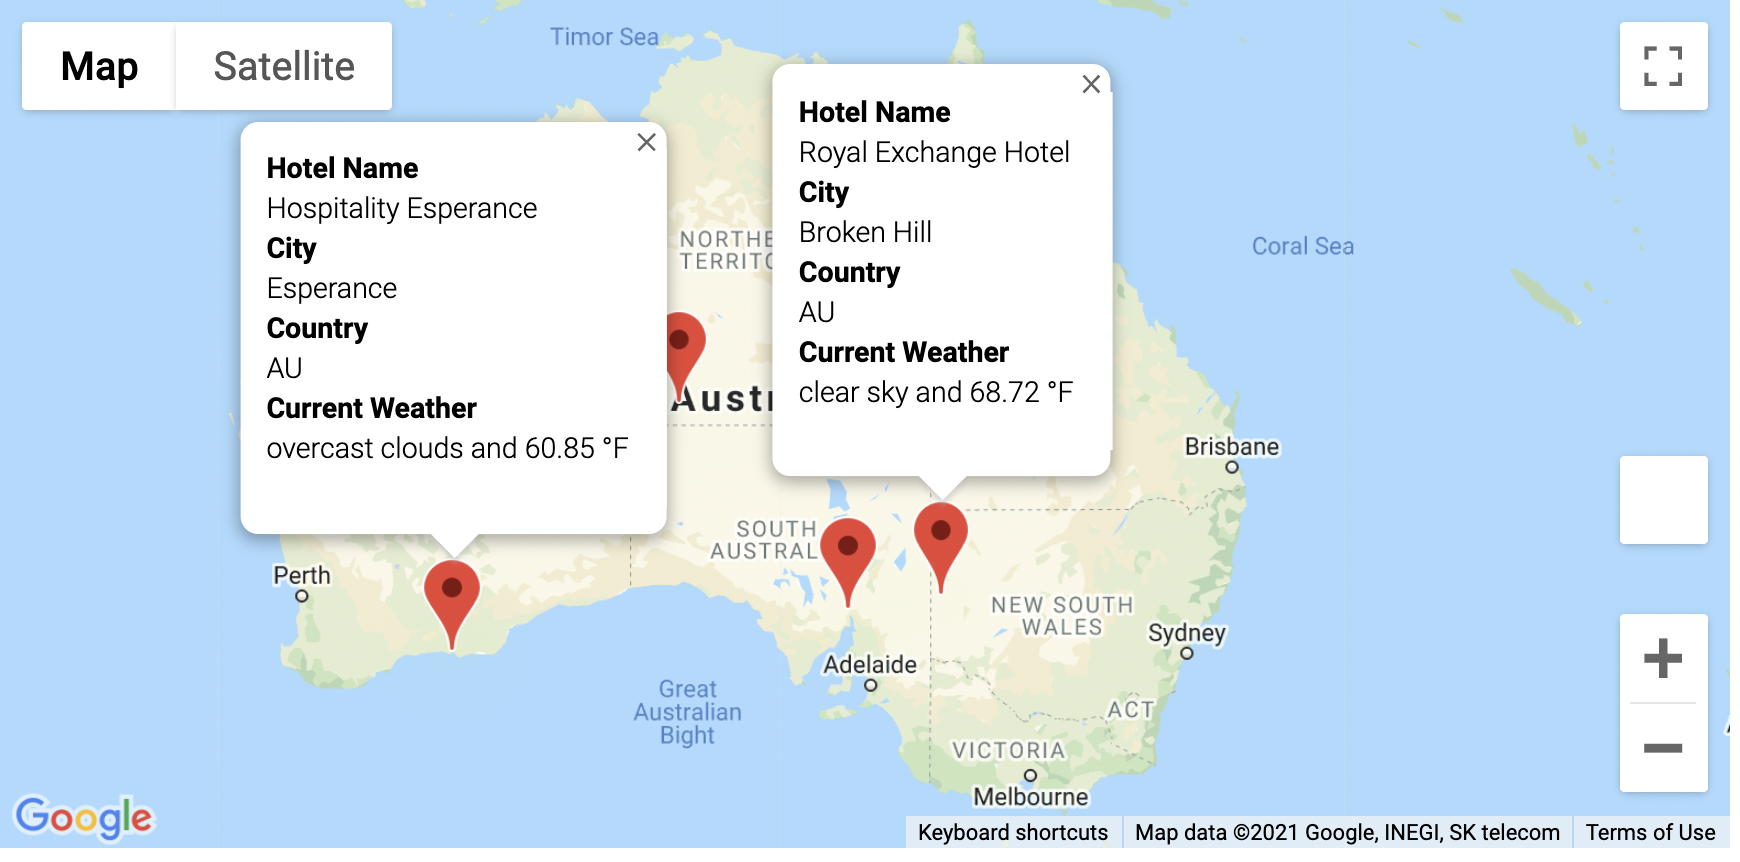 Map
Satellite
Timor Sea
Hotel Name
Royal Exchange Hotel
City
Broken Hill
Country
AU
Current Weather
clear sky and 68.72 °F
Hotel Name
Hospitality Esperance
City
Esperance
Country
AU
Current Weather
overcast clouds and 60.85 °F
NORTHE
TERRITO
Coral Sea
Austr
Brisbane
SOUTH
AUSTRAL
Perth
NEW SOUTH
WALES
Sydney
Adelaide
Great
Australian
Bight
ACT
VICTORIA
Melbourne
Google
Keyboard shortcuts
Map data ©2021 Google, INEGI, SK telecom
Terms of Use